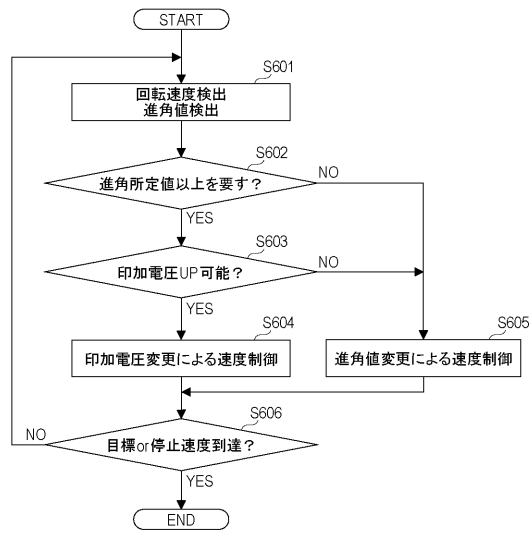 START
S601
回転速度検出
進角値検出
S602
進角所定値以上を要す？
NO
YES
S603
印加電圧UP可能？
NO
YES
S604
印加電圧変更による速度制御
S605
進角値変更による速度制御
S606
目標or停止速度到達？
NO
YES
END